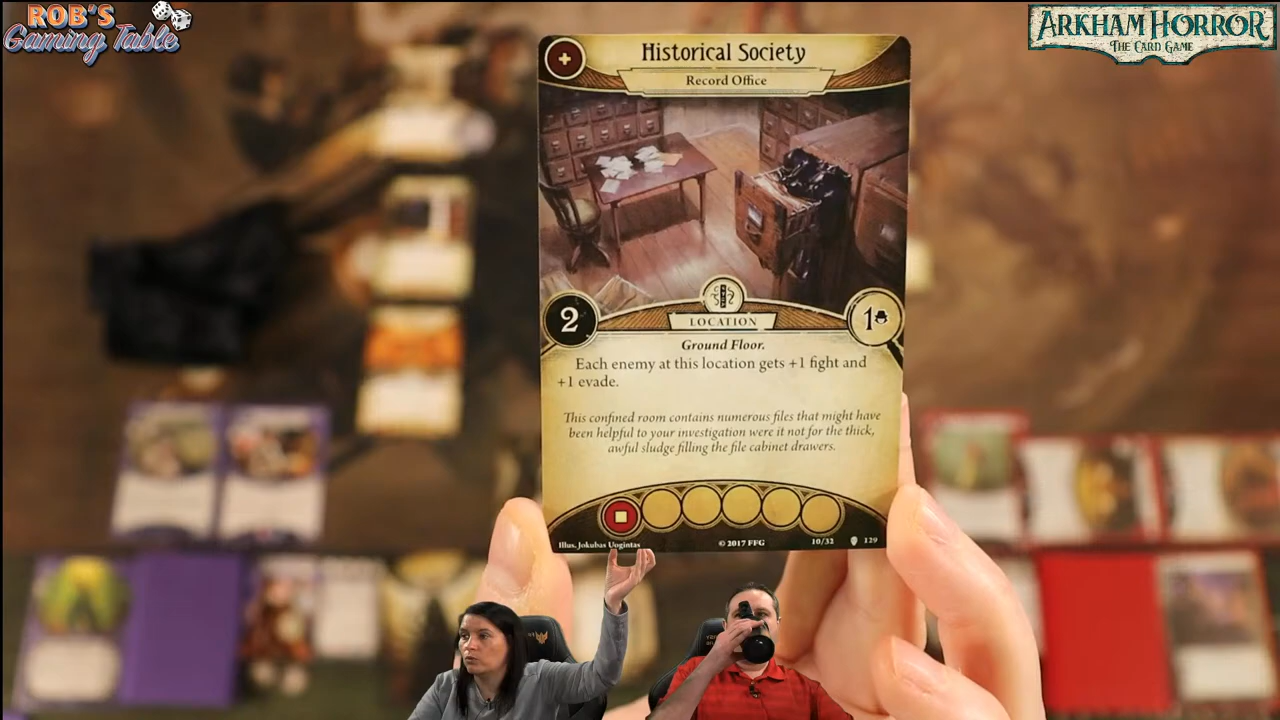 ROB'S
Gaming Table
ARKHAM HORROR
THE CARD GAME
Historical Society
Record Office
2
LOCATION
1
Ground Floor.
Each enemy at this location gets +1 fight and
+1 evade.
This confined room contains numerous files that might have
been helpful to your investigation were it not for the thick,
awful sludge filling the file cabinet drawers.
Illus. Jokubas Uogintas
© 2017 FFG
10/32
129